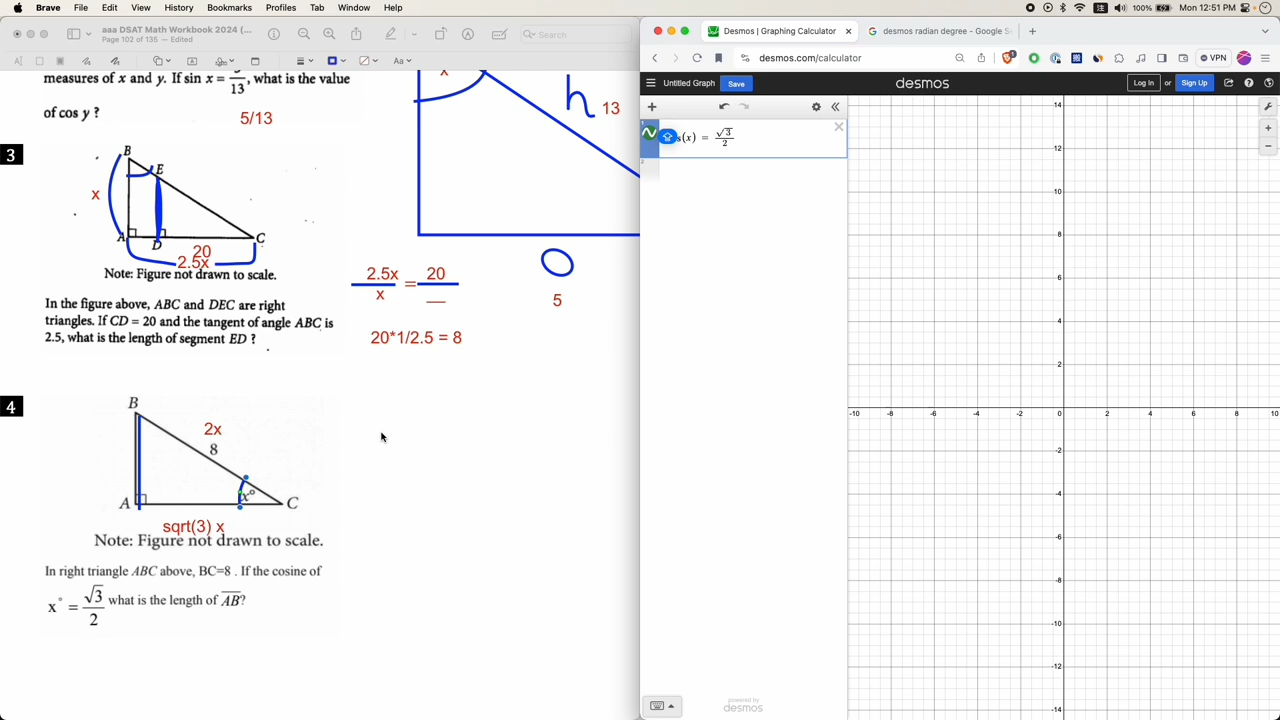 Brave File Edit View History Bookmarks Profiles Tab Window Help
注 100% Mon 12:51 PM
aaa DSAT Math Workbook 2024 (...
Page 102 of 135 — Edited
Search
Aa
measures of x and y. If sin x = /13, what is the value
of cos y ?
5/13
x
h 13
3
B
E
x
A
D
C
20
2.5x
Note: Figure not drawn to scale.
In the figure above, ABC and DEC are right
triangles. If CD = 20 and the tangent of angle ABC is
2.5, what is the length of segment ED ?
2.5x/x = 20/__
20*1/2.5 = 8
5
4
B
2x
8
A
x°
C
sqrt(3) x
Note: Figure not drawn to scale.
In right triangle ABC above, BC=8 . If the cosine of
x° = √3/2 what is the length of AB?
Desmos | Graphing Calculator
desmos radian degree - Google S
desmos.com/calculator
VPN
Untitled Graph Save desmos Log In or Sign Up
1
s(x) = √3/2
2
powered by
desmos
14
12
10
8
6
4
2
-10 -8 -6 -4 -2 0 2 4 6 8 10
-2
-4
-6
-8
-10
-12
-14